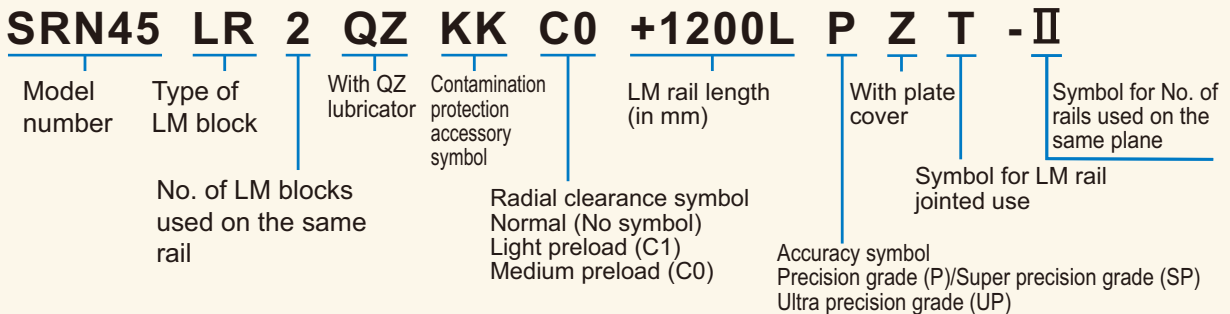 SRN45 LR 2 QZ KK C0 +1200L P Z T -Ⅱ
Model
number
Type of
LM block
With QZ
lubricator
Contamination
protection
accessory
symbol
LM rail length
(in mm)
With plate
cover
Symbol for No. of
rails used on the
same plane
No. of LM blocks
used on the same
rail
Radial clearance symbol
Normal (No symbol)
Light preload (C1)
Medium preload (C0)
Symbol for LM rail
jointed use
Accuracy symbol
Precision grade (P)/Super precision grade (SP)
Ultra precision grade (UP)